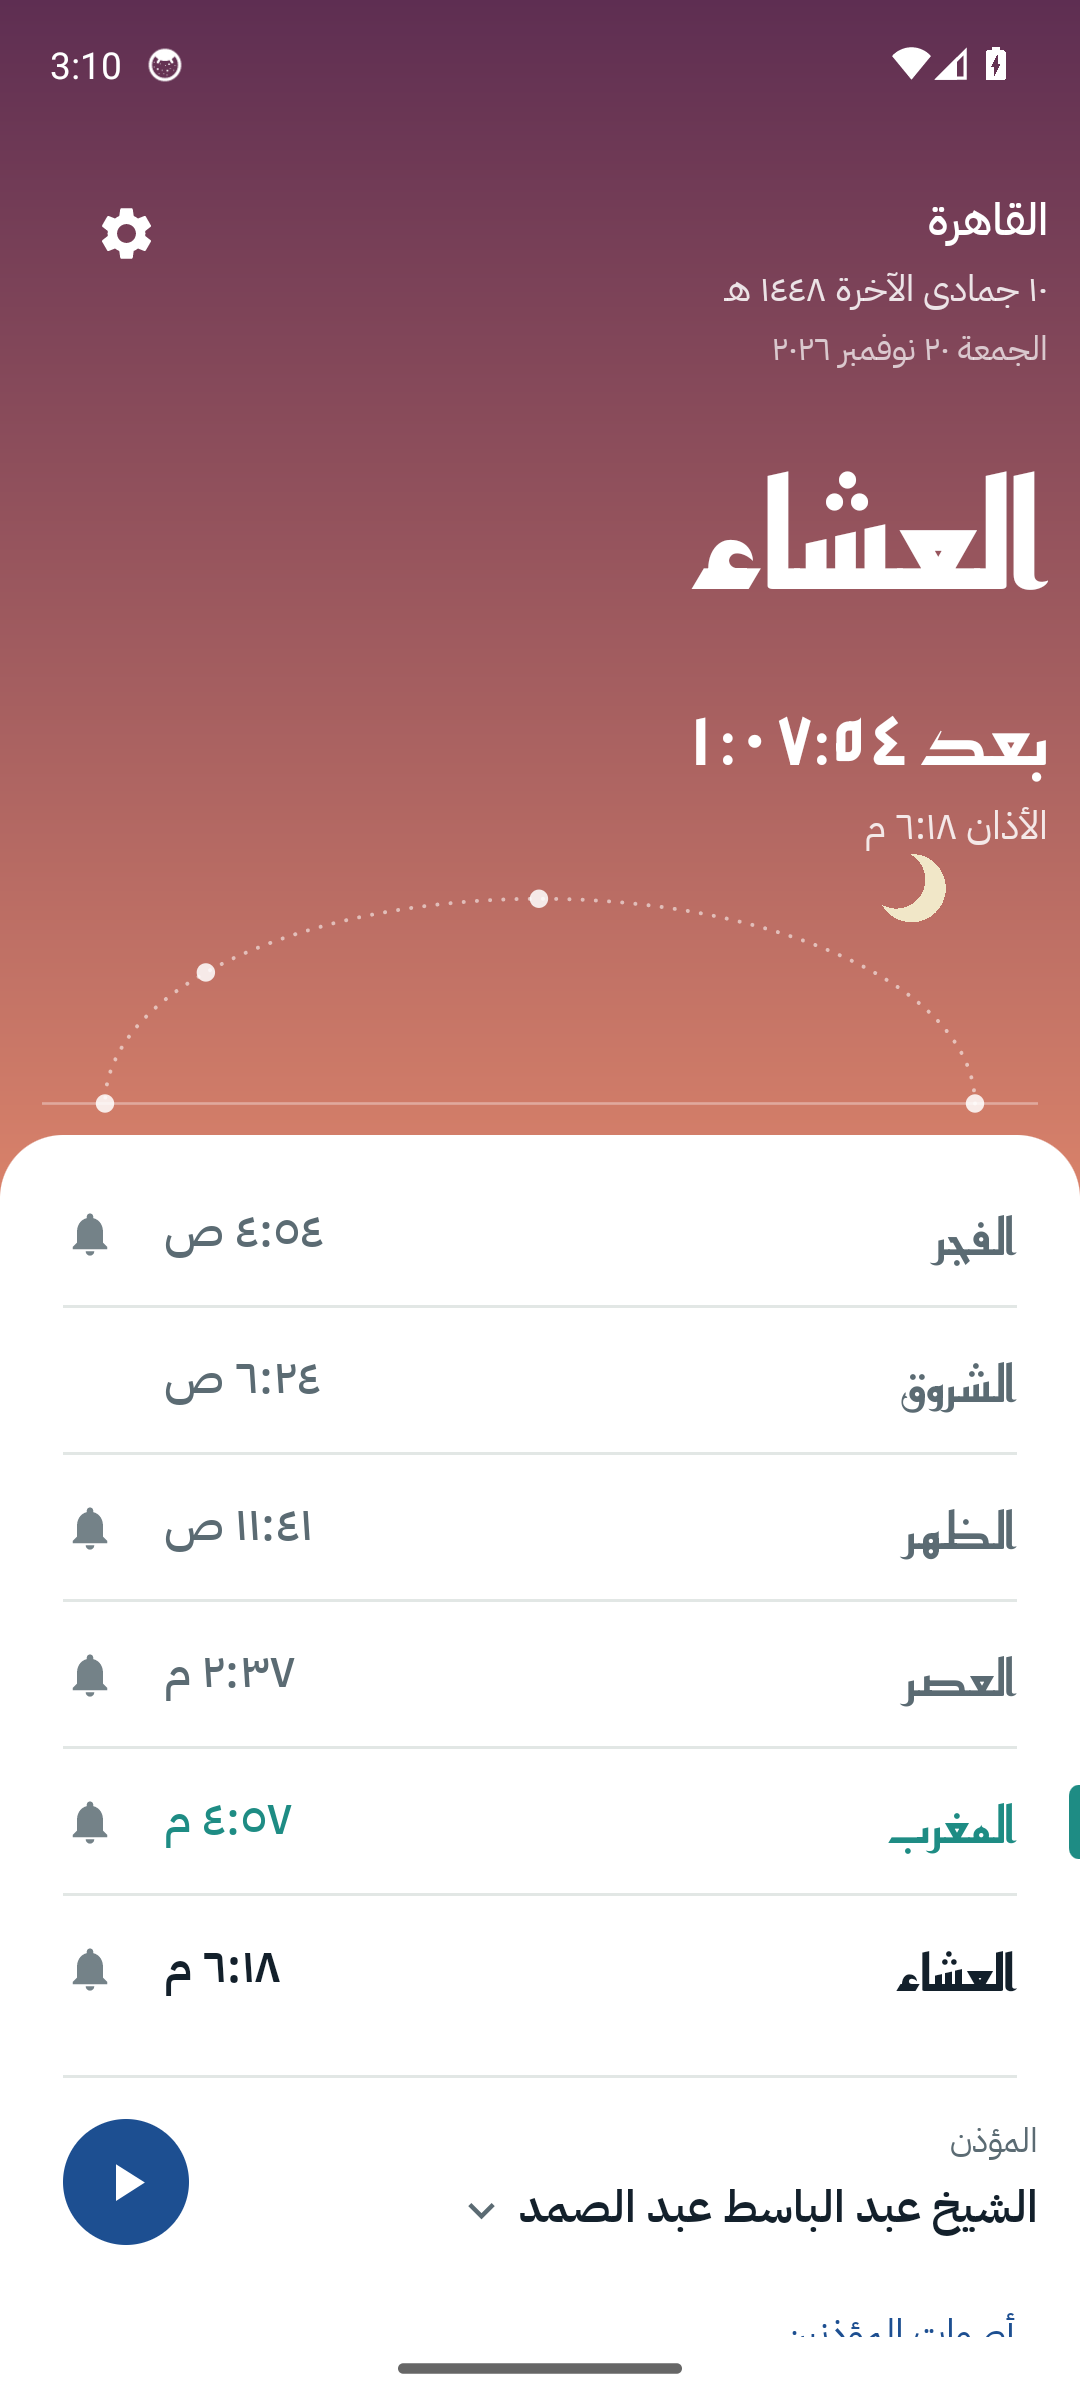 3:10
القاهرة
١٠ جمادى الآخرة ١٤٤٨ هـ
الجمعة ٢٠ نوفمبر ٢٠٢٦
العشاء
بعد ١:٠٧:٥٤
الأذان ٦:١٨ م
الفجر ٤:٥٤ ص
الشروق ٦:٢٤ ص
الظهر ١١:٤١ ص
العصر ٢:٣٧ م
المغرب ٤:٥٧ م
العشاء ٦:١٨ م
المؤذن
الشيخ عبد الباسط عبد الصمد
أصوات المؤذنين